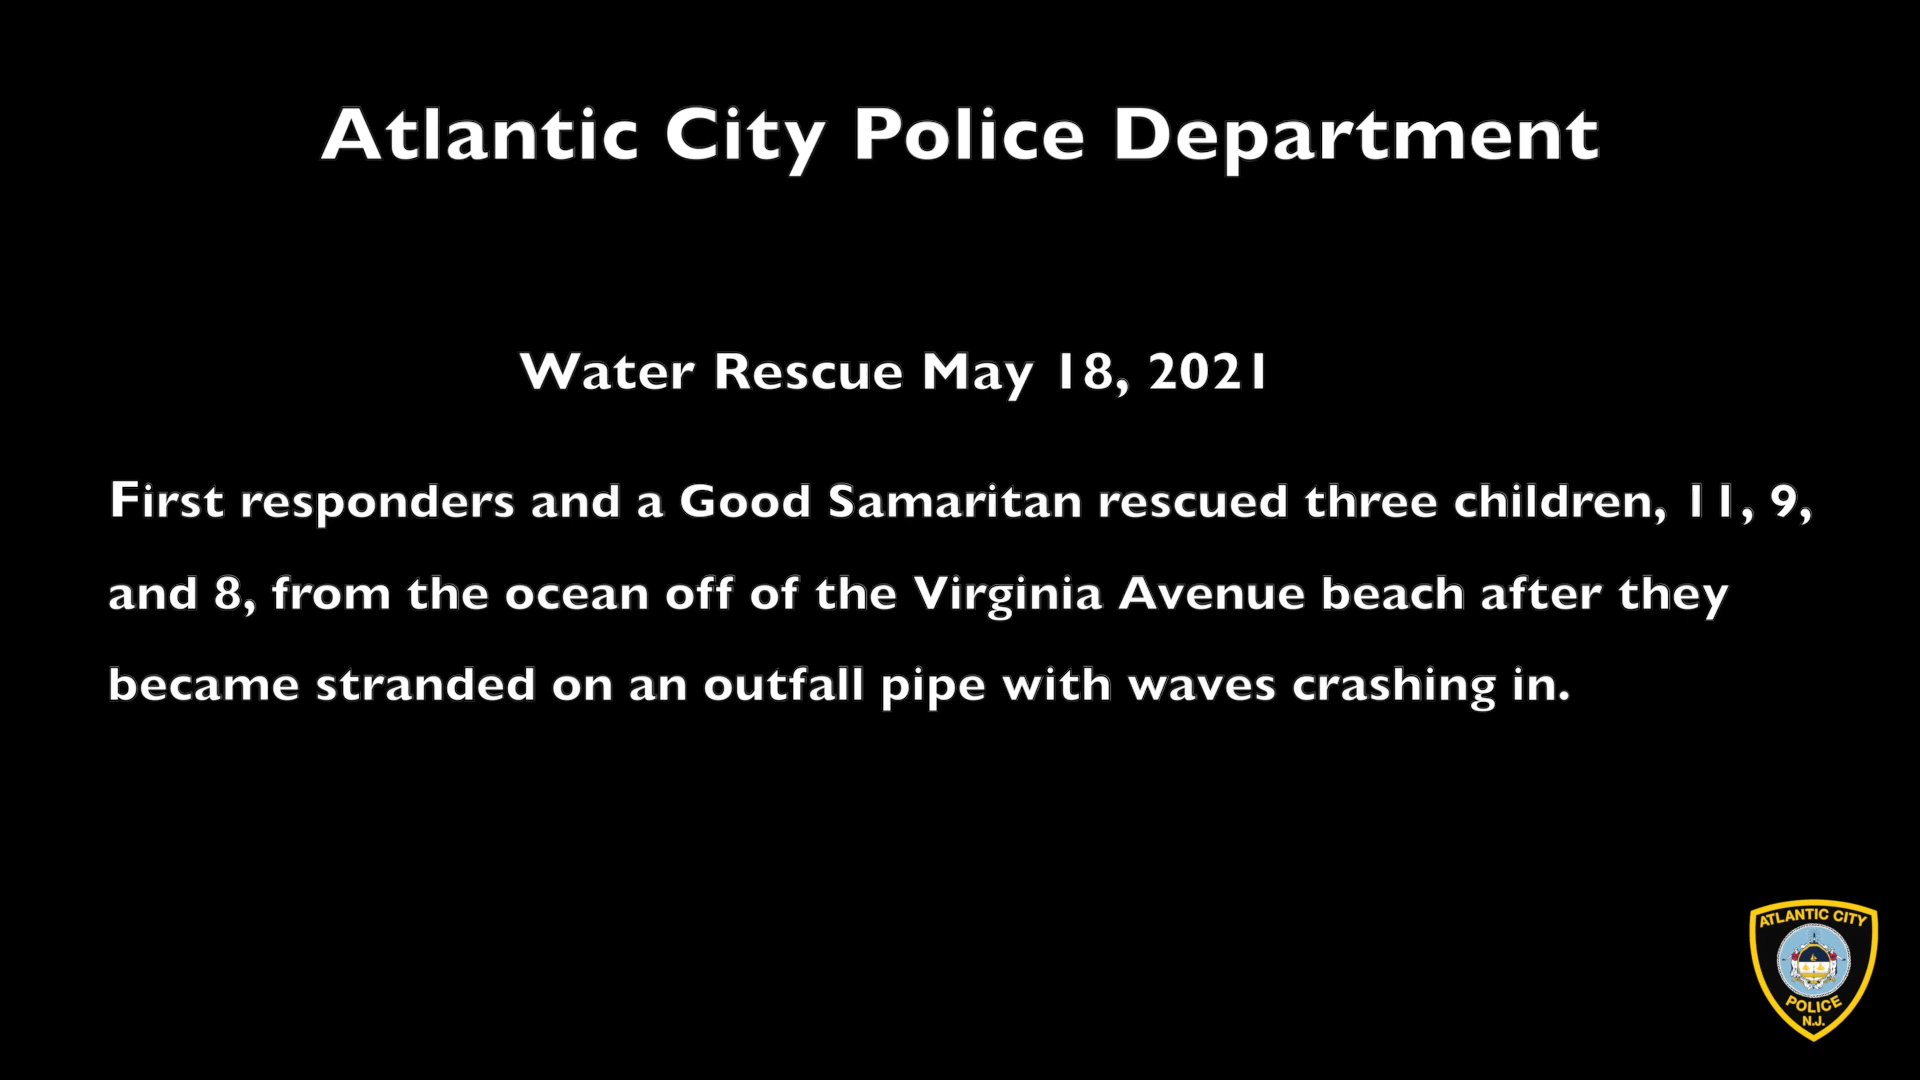 Atlantic City Police Department
Water Rescue May 18, 2021
First responders and a Good Samaritan rescued three children, 11, 9,
and 8, from the ocean off of the Virginia Avenue beach after they
became stranded on an outfall pipe with waves crashing in.
ATLANTIC CITY
POLICE
N.J.